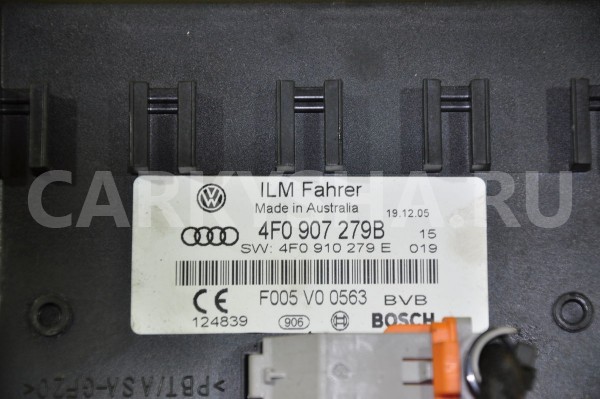 ILM Fahrer
Made in Australia 19.12.05
4F0 907 279B 15
SW: 4F0 910 279 E 019
F005 V0 0563 BVB
CE
124839 906 BOSCH
>PBT/ASA-GF20<
CARKYCHA.RU